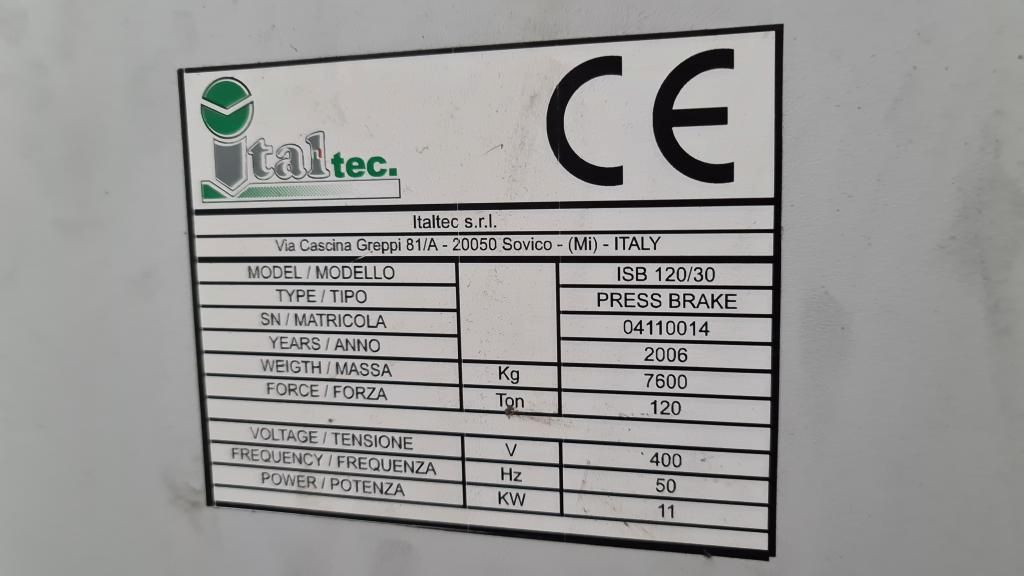 italtec.
CE
Italtec s.r.l.
Via Cascina Greppi 81/A - 20050 Sovico - (Mi) - ITALY
MODEL / MODELLO ISB 120/30
TYPE / TIPO PRESS BRAKE
SN / MATRICOLA 04110014
YEARS / ANNO 2006
WEIGTH / MASSA Kg 7600
FORCE / FORZA Ton 120
VOLTAGE / TENSIONE V 400
FREQUENCY / FREQUENZA Hz 50
POWER / POTENZA KW 11